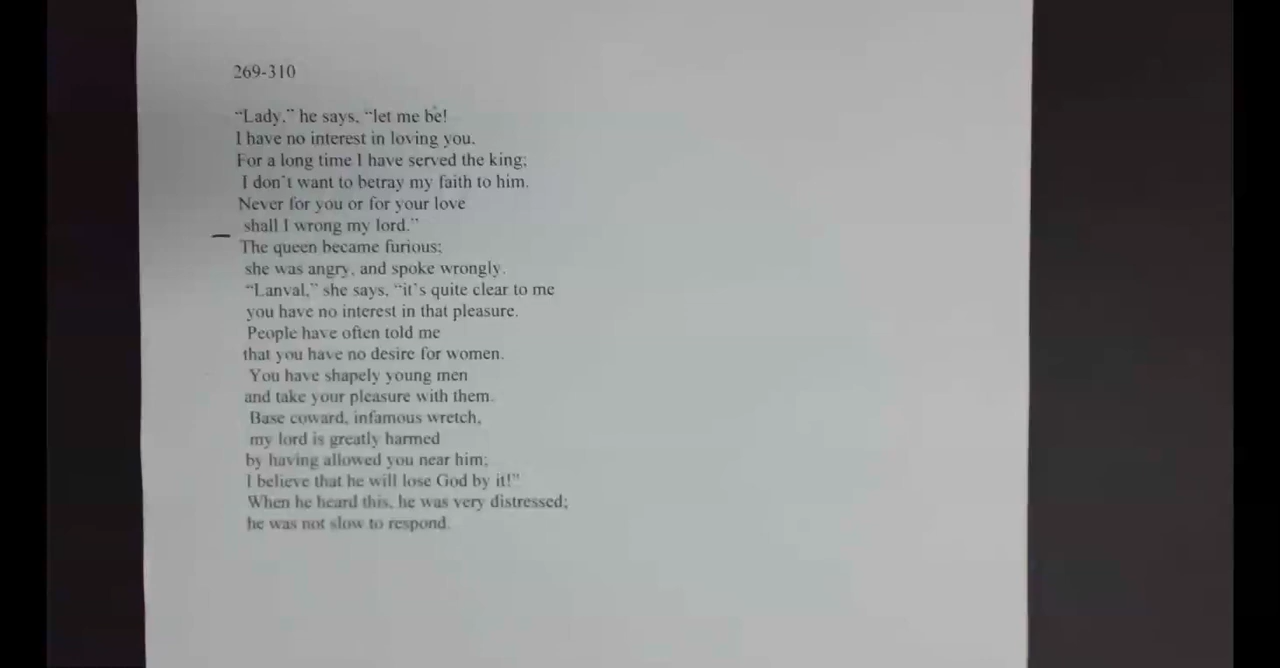 269-310
“Lady,” he says, “let me be!
I have no interest in loving you.
For a long time I have served the king;
I don't want to betray my faith to him.
Never for you or for your love
shall I wrong my lord.”
The queen became furious;
she was angry, and spoke wrongly.
“Lanval,” she says, “it's quite clear to me
you have no interest in that pleasure.
People have often told me
that you have no desire for women.
You have shapely young men
and take your pleasure with them.
Base coward, infamous wretch,
my lord is greatly harmed
by having allowed you near him;
I believe that he will lose God by it!”
When he heard this, he was very distressed;
he was not slow to respond.